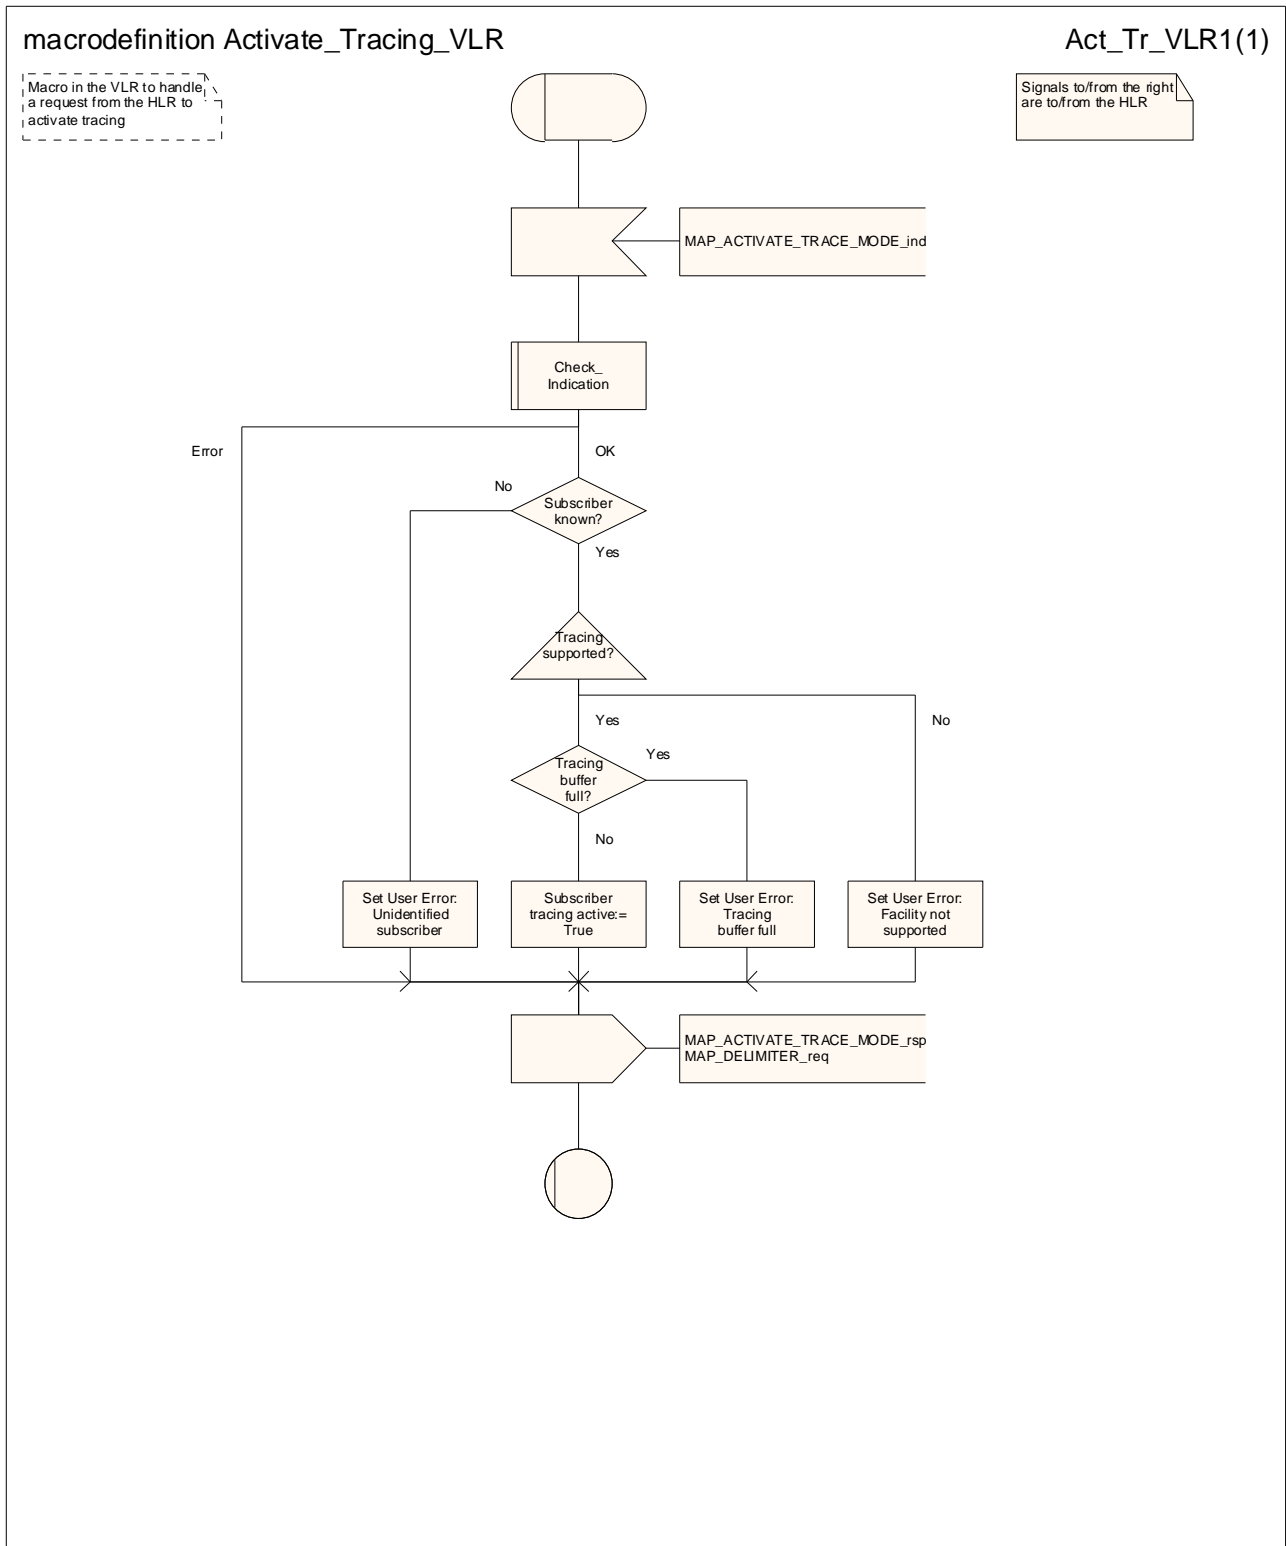 macrodefinition Activate_Tracing_VLR
Act_Tr_VLR1(1)
Macro in the VLR to handle
a request from the HLR to
activate tracing
Signals to/from the right
are to/from the HLR
MAP_ACTIVATE_TRACE_MODE_ind
Check_
Indication
Error
OK
No
Subscriber
known?
Yes
Tracing
supported?
Yes
No
Yes
Tracing
buffer
full?
No
Set User Error:
Unidentified
subscriber
Subscriber
tracing active:=
True
Set User Error:
Tracing
buffer full
Set User Error:
Facility not
supported
MAP_ACTIVATE_TRACE_MODE_rsp
MAP_DELIMITER_req